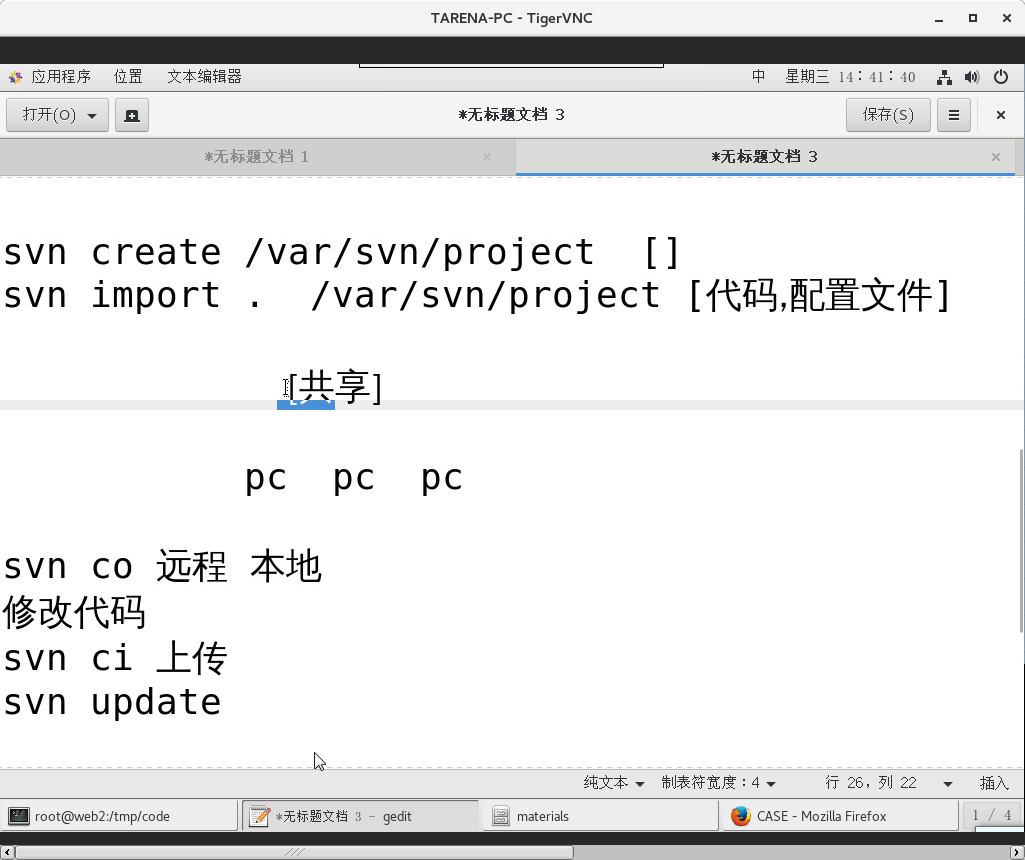 TARENA-PC - TigerVNC
应用程序 位置 文本编辑器 中 星期三 14：41：40
打开(O) *无标题文档 3 保存(S)
*无标题文档 1 *无标题文档 3
svn create /var/svn/project []
svn import . /var/svn/project [代码,配置文件]
[共享]
pc pc pc
svn co 远程 本地
修改代码
svn ci 上传
svn update
纯文本 制表符宽度：4 行 26，列 22 插入
root@web2:/tmp/code *无标题文档 3 - gedit materials CASE - Mozilla Firefox 1 / 4